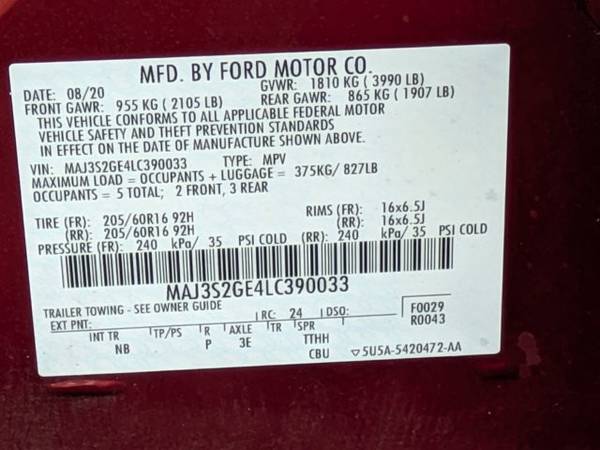 MFD. BY FORD MOTOR CO.
DATE: 08/20 GVWR: 1810 KG ( 3990 LB)
FRONT GAWR: 955 KG ( 2105 LB) REAR GAWR: 865 KG ( 1907 LB)
THIS VEHICLE CONFORMS TO ALL APPLICABLE FEDERAL MOTOR
VEHICLE SAFETY AND THEFT PREVENTION STANDARDS
IN EFFECT ON THE DATE OF MANUFACTURE SHOWN ABOVE.
VIN: MAJ3S2GE4LC390033 TYPE: MPV
MAXIMUM LOAD = OCCUPANTS + LUGGAGE = 375KG/ 827LB
OCCUPANTS = 5 TOTAL; 2 FRONT, 3 REAR
TIRE (FR): 205/60R16 92H RIMS (FR): 16x6.5J
(RR): 205/60R16 92H (RR): 16x6.5J
PRESSURE (FR): 240 kPa/ 35 PSI COLD (RR): 240 kPa/ 35 PSI COLD
MAJ3S2GE4LC390033
TRAILER TOWING - SEE OWNER GUIDE
EXT PNT: RC: 24 DSO: F0029
R0043
INT TR TP/PS R AXLE TR SPR
NB P 3E TTHH
CBU ▽5U5A-5420472-AA